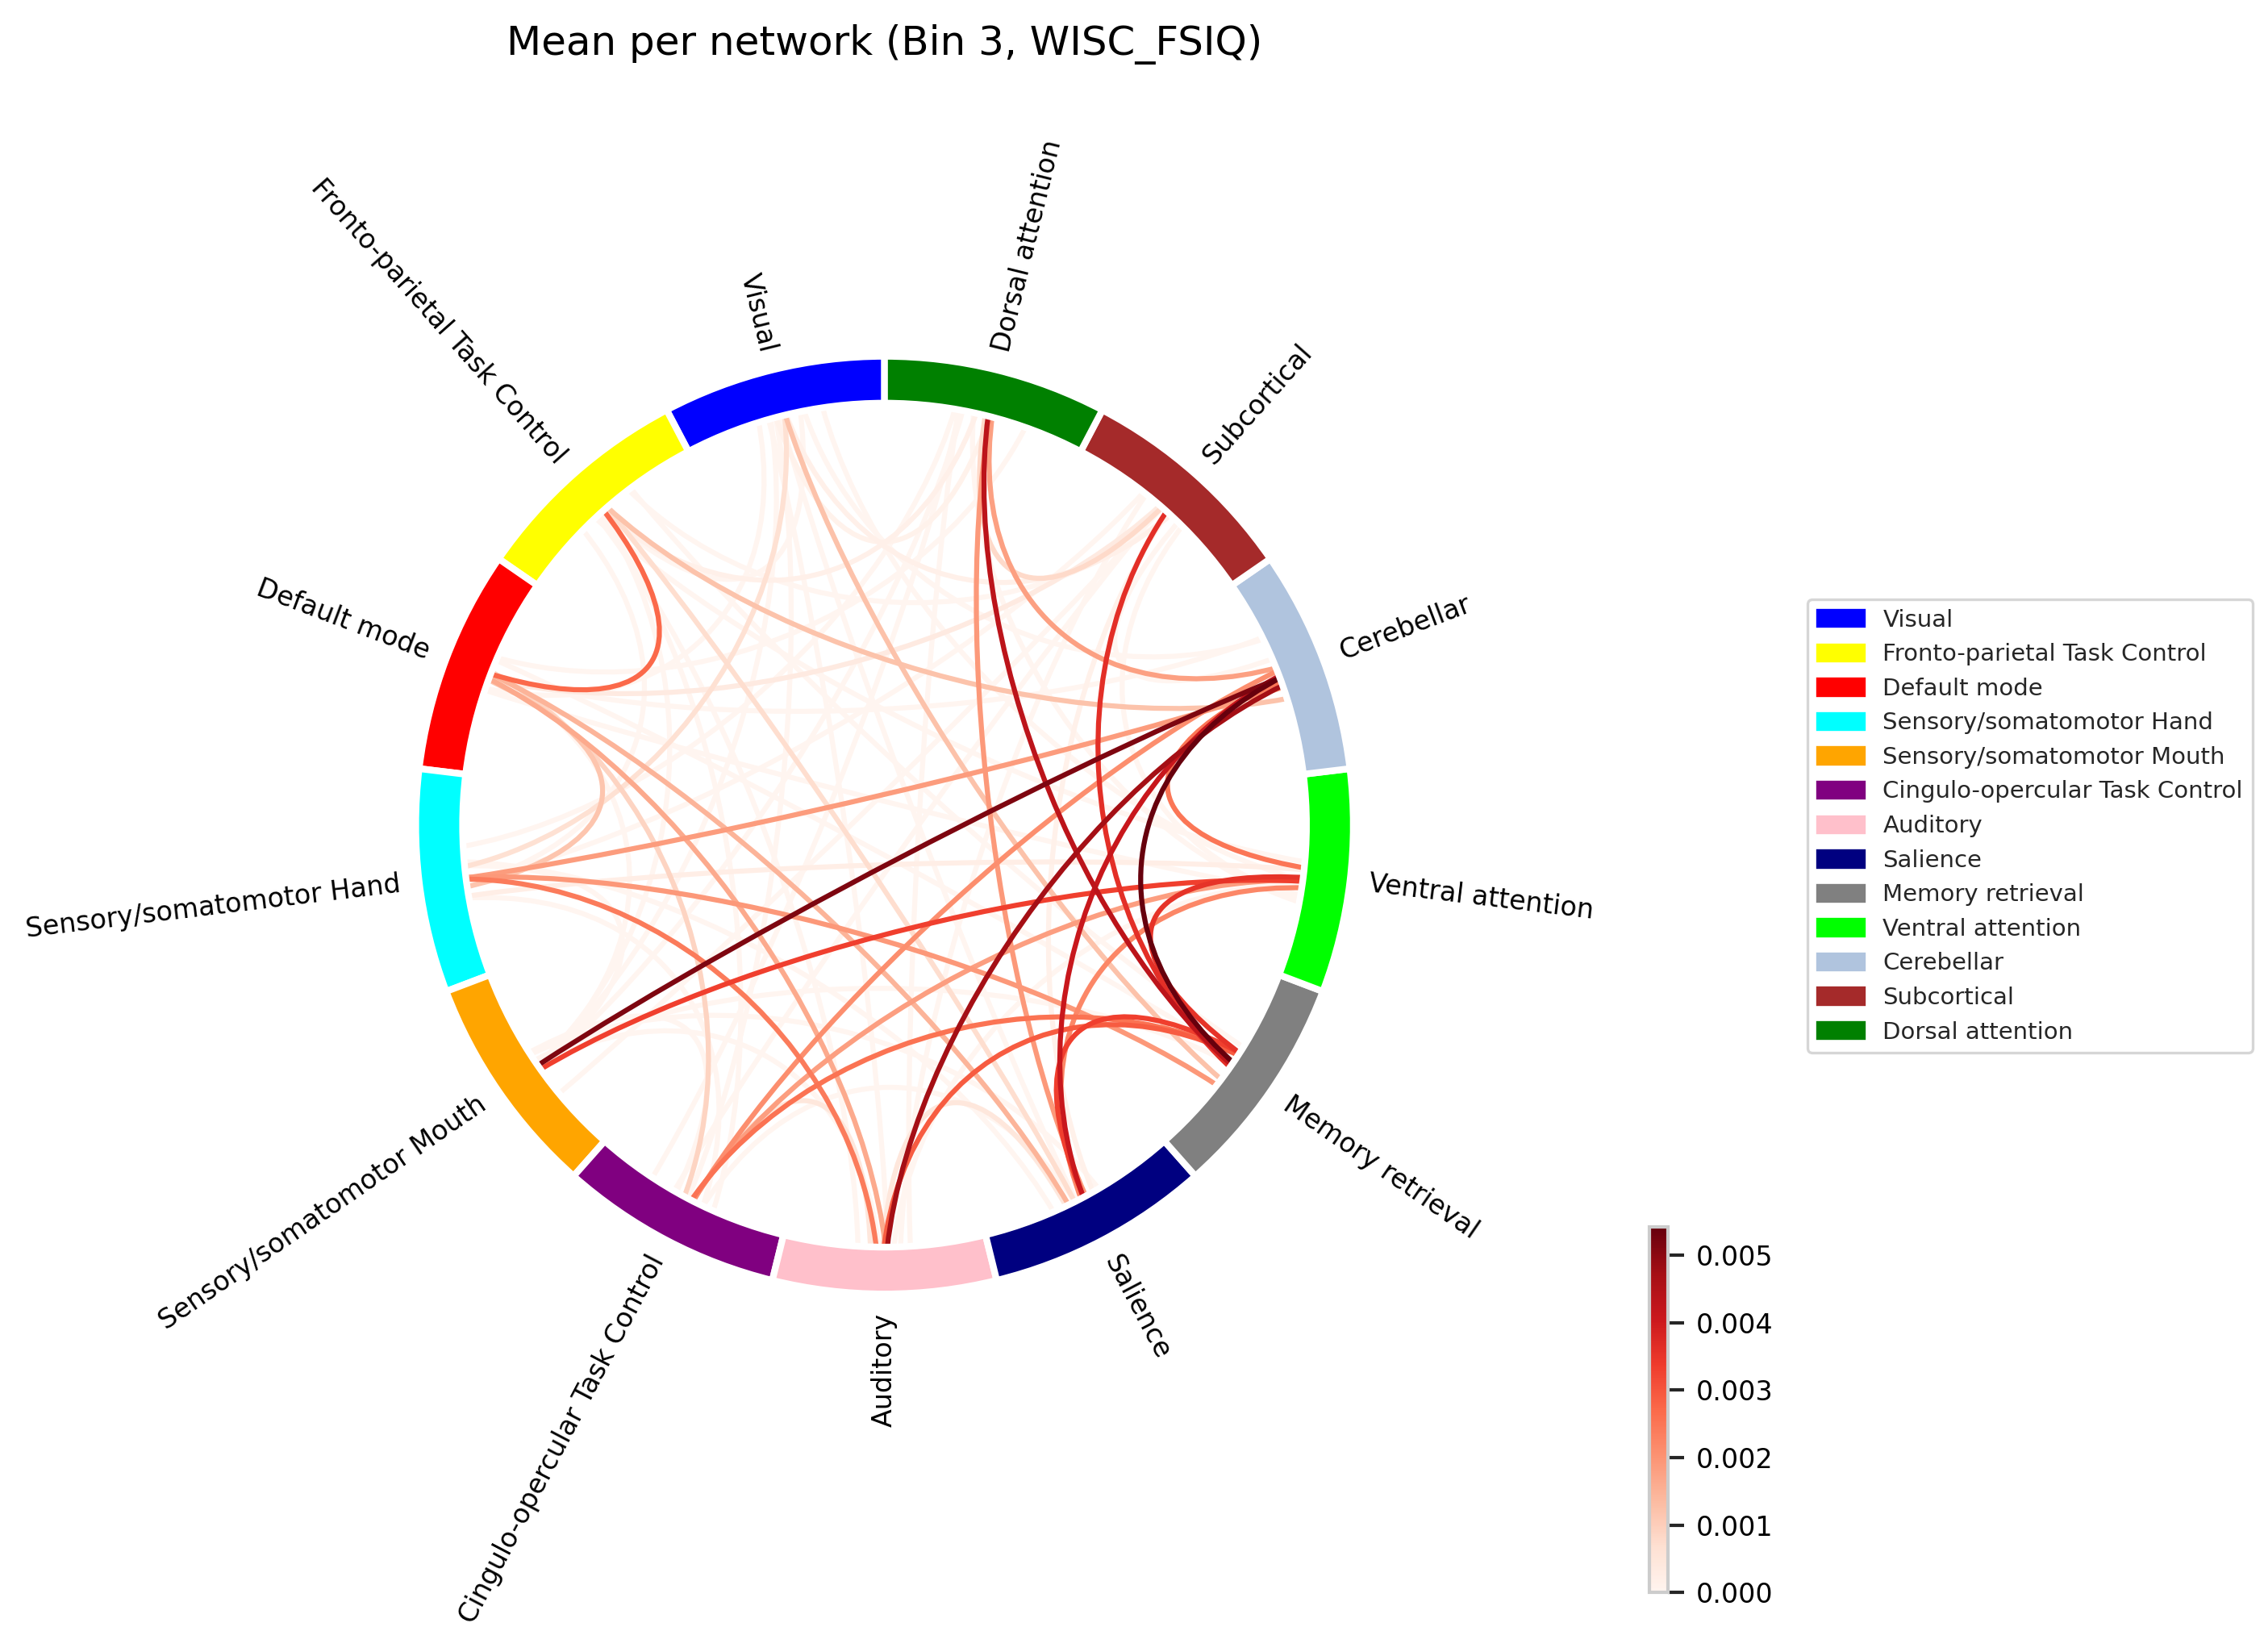 Mean per network (Bin 3, WISC_FSIQ)
Dorsal attention
Visual
Fronto-parietal Task Control
Subcortical
Default mode
Cerebellar
Sensory/somatomotor Hand
Ventral attention
Sensory/somatomotor Mouth
Memory retrieval
Cingulo-opercular Task Control
Auditory
Salience
Visual
Fronto-parietal Task Control
Default mode
Sensory/somatomotor Hand
Sensory/somatomotor Mouth
Cingulo-opercular Task Control
Auditory
Salience
Memory retrieval
Ventral attention
Cerebellar
Subcortical
Dorsal attention
0.005
0.004
0.003
0.002
0.001
0.000